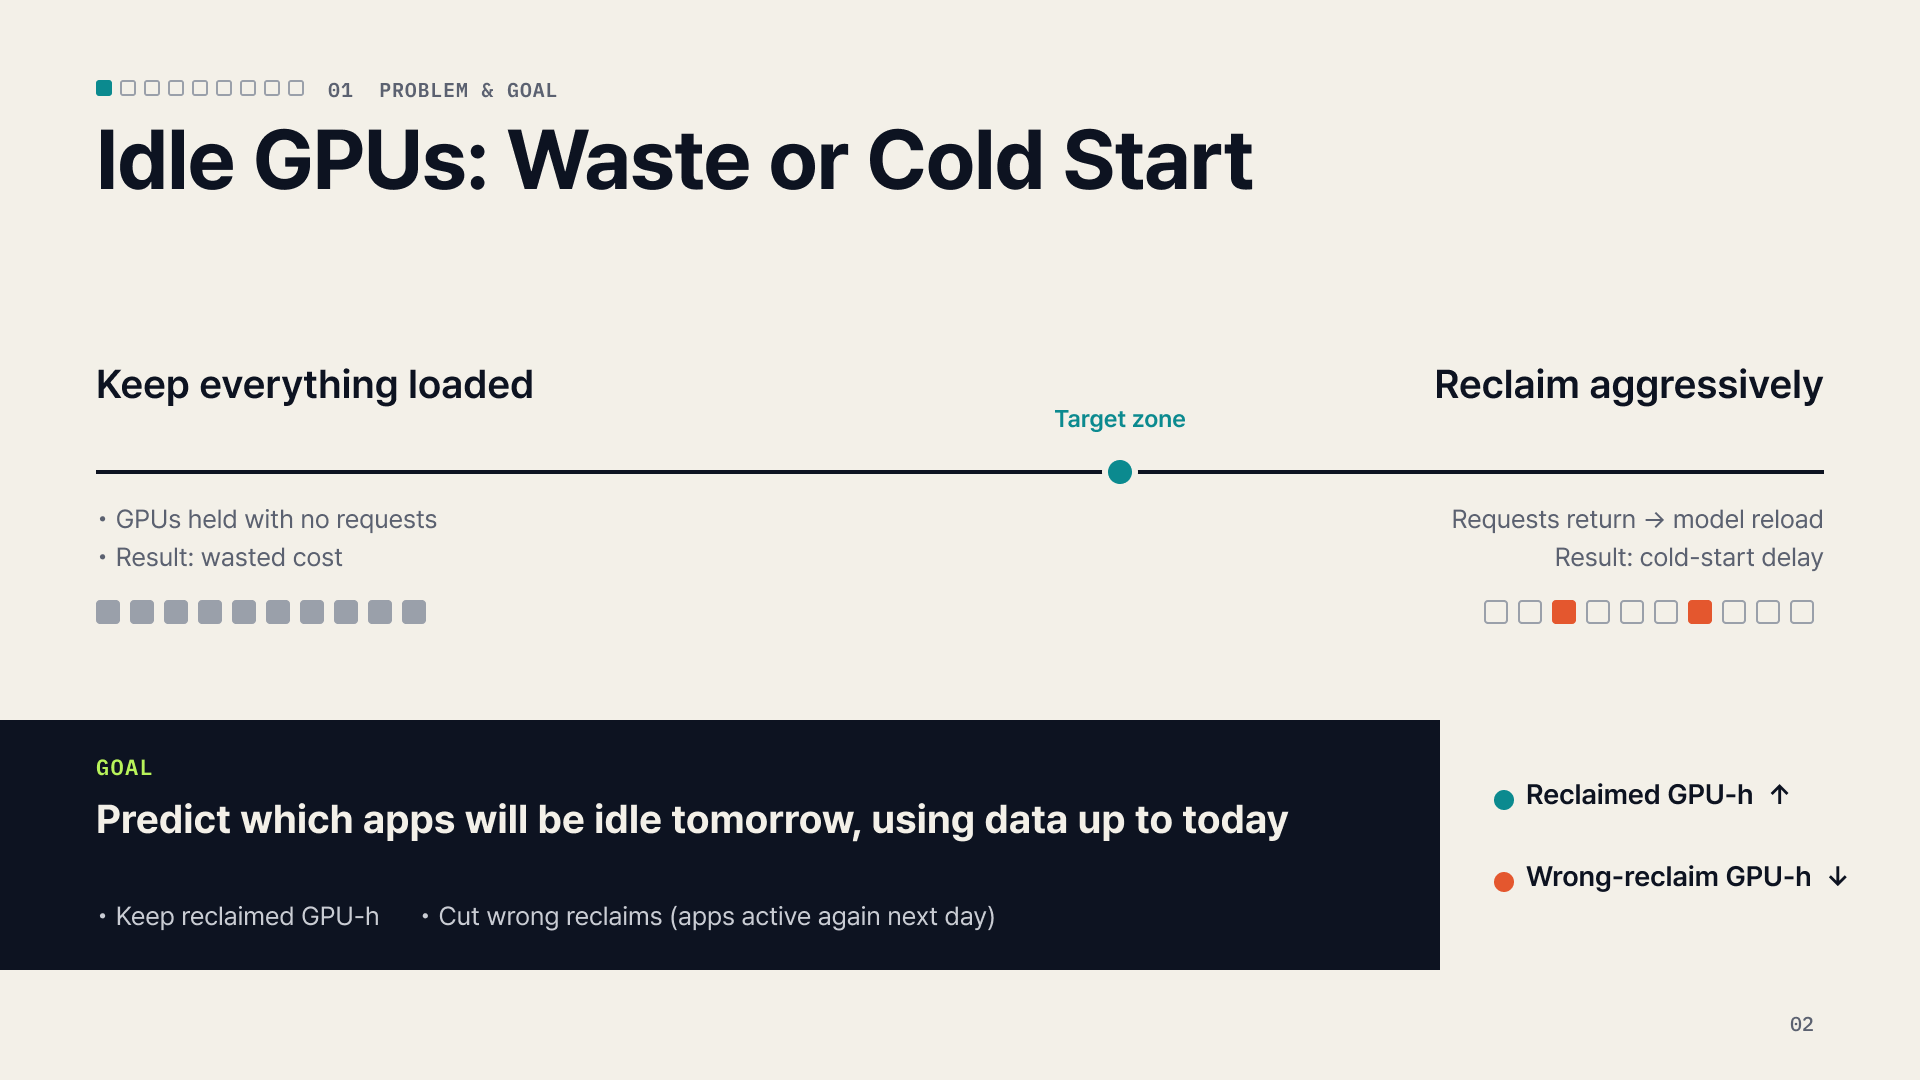 01 PROBLEM & GOAL
Idle GPUs: Waste or Cold Start
Keep everything loaded
Reclaim aggressively
Target zone
• GPUs held with no requests
• Result: wasted cost
Requests return → model reload
Result: cold-start delay
GOAL
Predict which apps will be idle tomorrow, using data up to today
• Keep reclaimed GPU-h • Cut wrong reclaims (apps active again next day)
Reclaimed GPU-h ↑
Wrong-reclaim GPU-h ↓
02